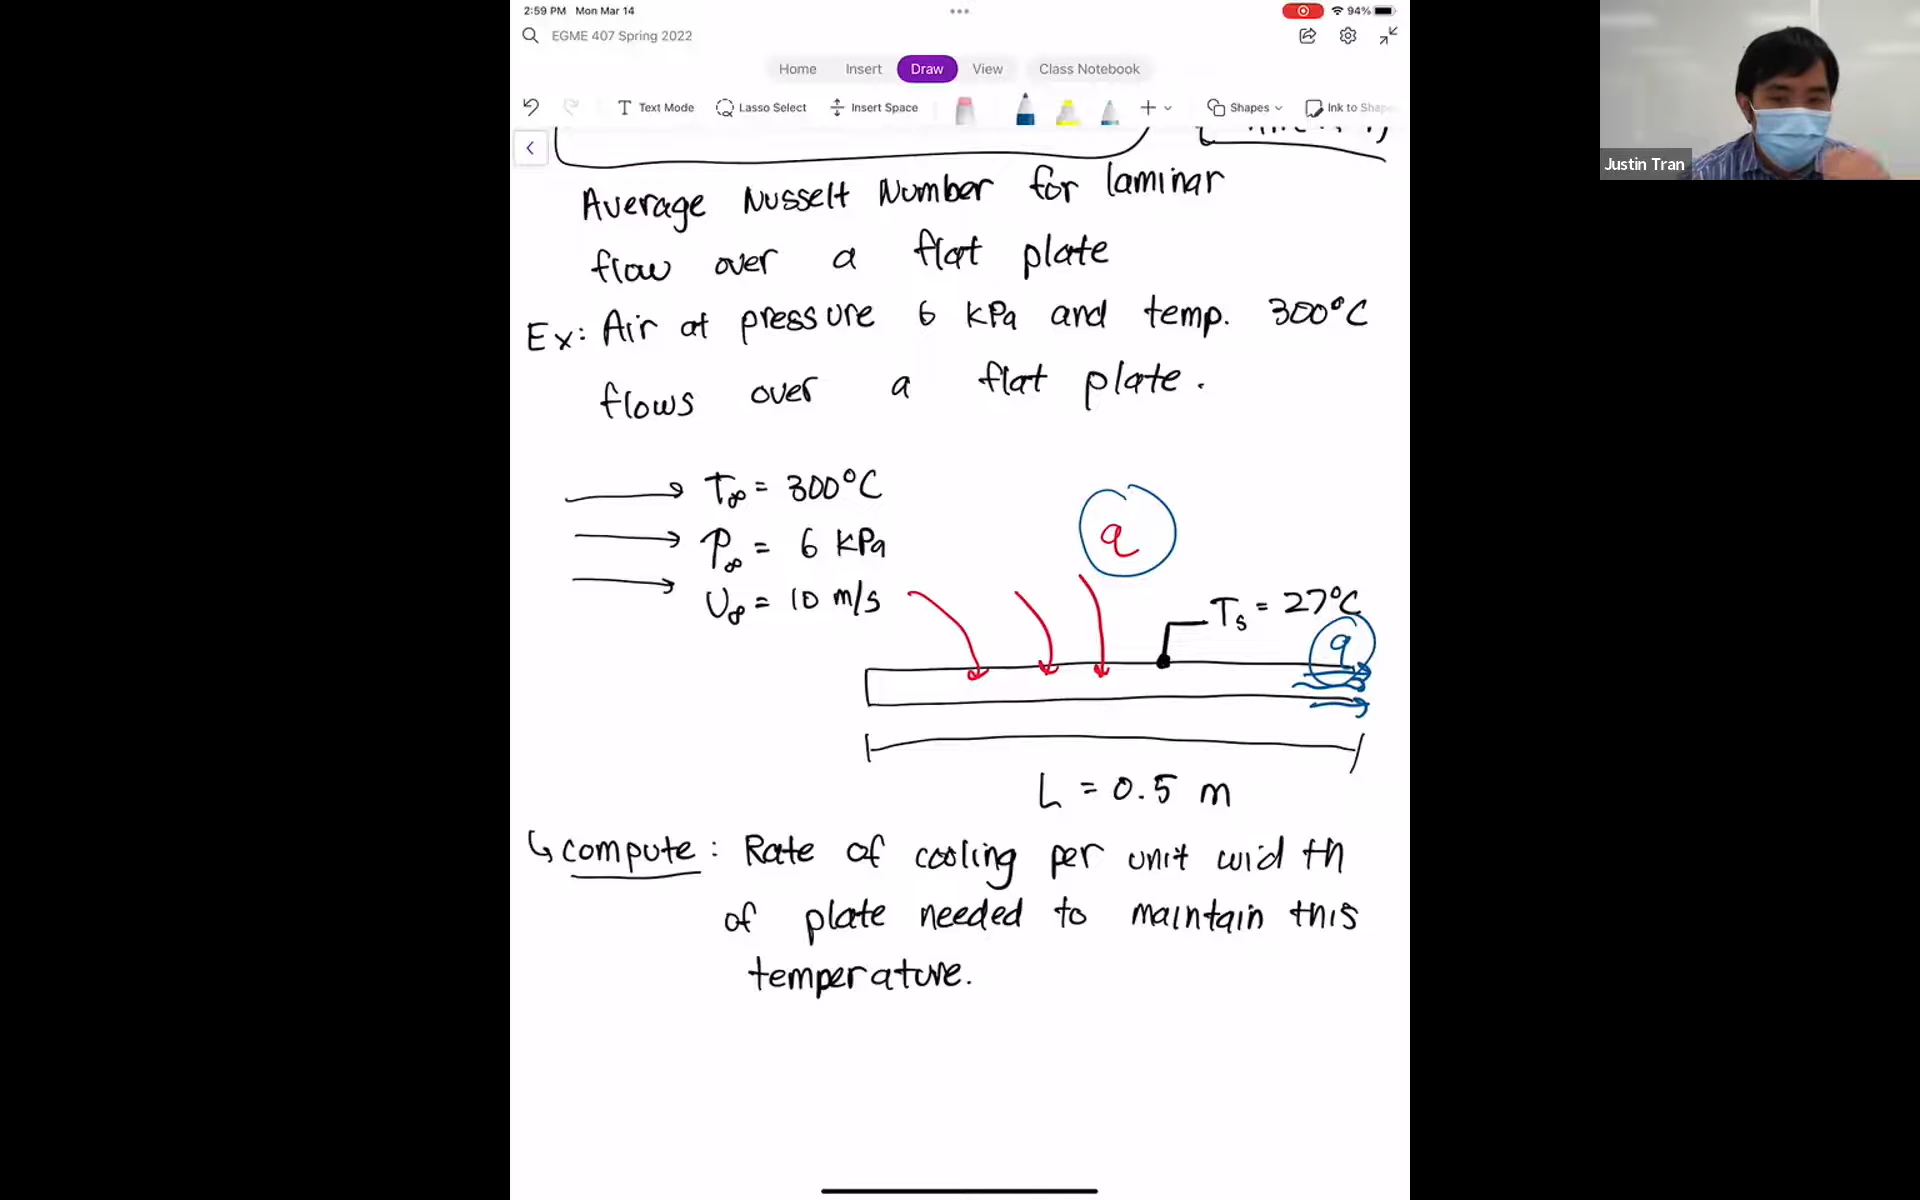 2:59 PM Mon Mar 14
94%
EGME 407 Spring 2022
Home Insert Draw View Class Notebook
Text Mode Lasso Select Insert Space Shapes Ink to Shape
Average Nusselt Number for laminar
flow over a flat plate
Ex: Air at pressure 6 kPa and temp. 300°C
flows over a flat plate.
T∞ = 300°C
P∞ = 6 kPa
U∞ = 10 m/s
q
Ts = 27°C
q
L = 0.5 m
↳ compute: Rate of cooling per unit width
of plate needed to maintain this
temperature.
Justin Tran